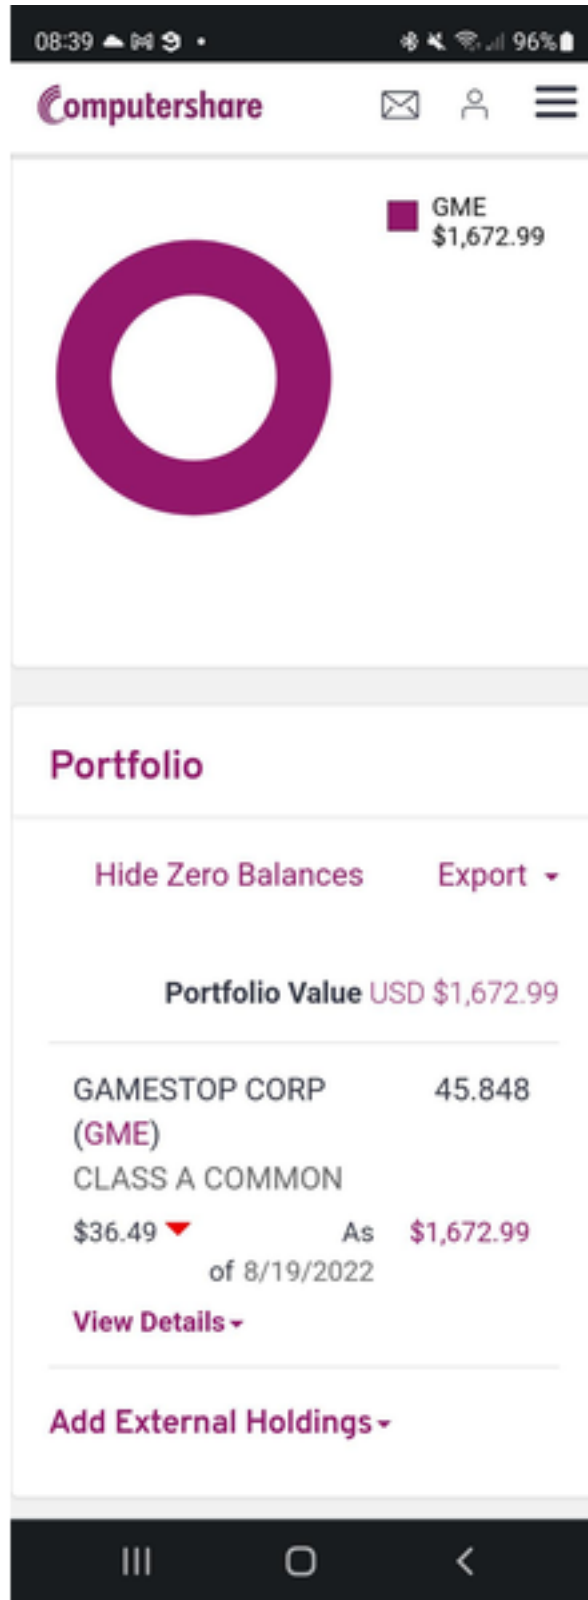 08:39
96%
Computershare
GME
$1,672.99
Portfolio
Hide Zero Balances Export
Portfolio Value USD $1,672.99
GAMESTOP CORP 45.848
(GME)
CLASS A COMMON
$36.49 As $1,672.99
of 8/19/2022
View Details
Add External Holdings